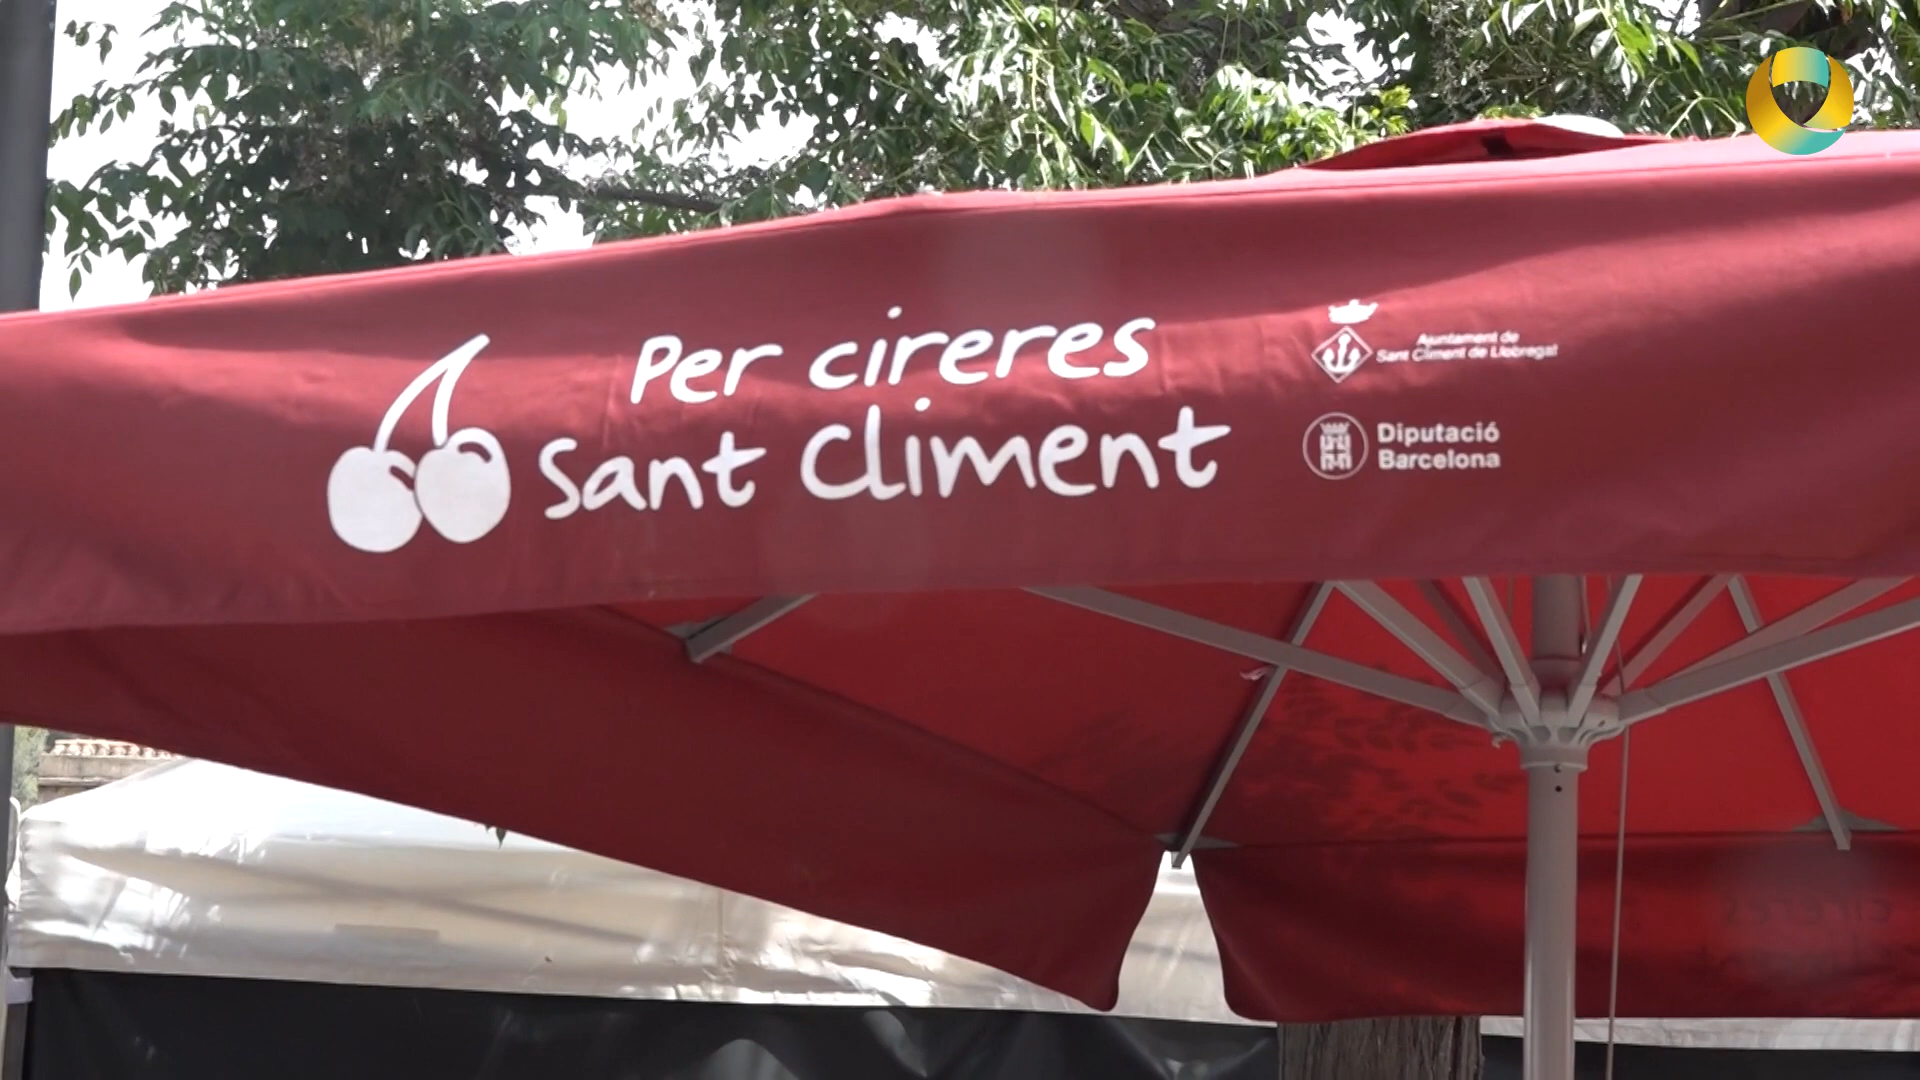 Per cireres
Sant Climent
Ajuntament de
Sant Climent de Llobregat
Diputació
Barcelona